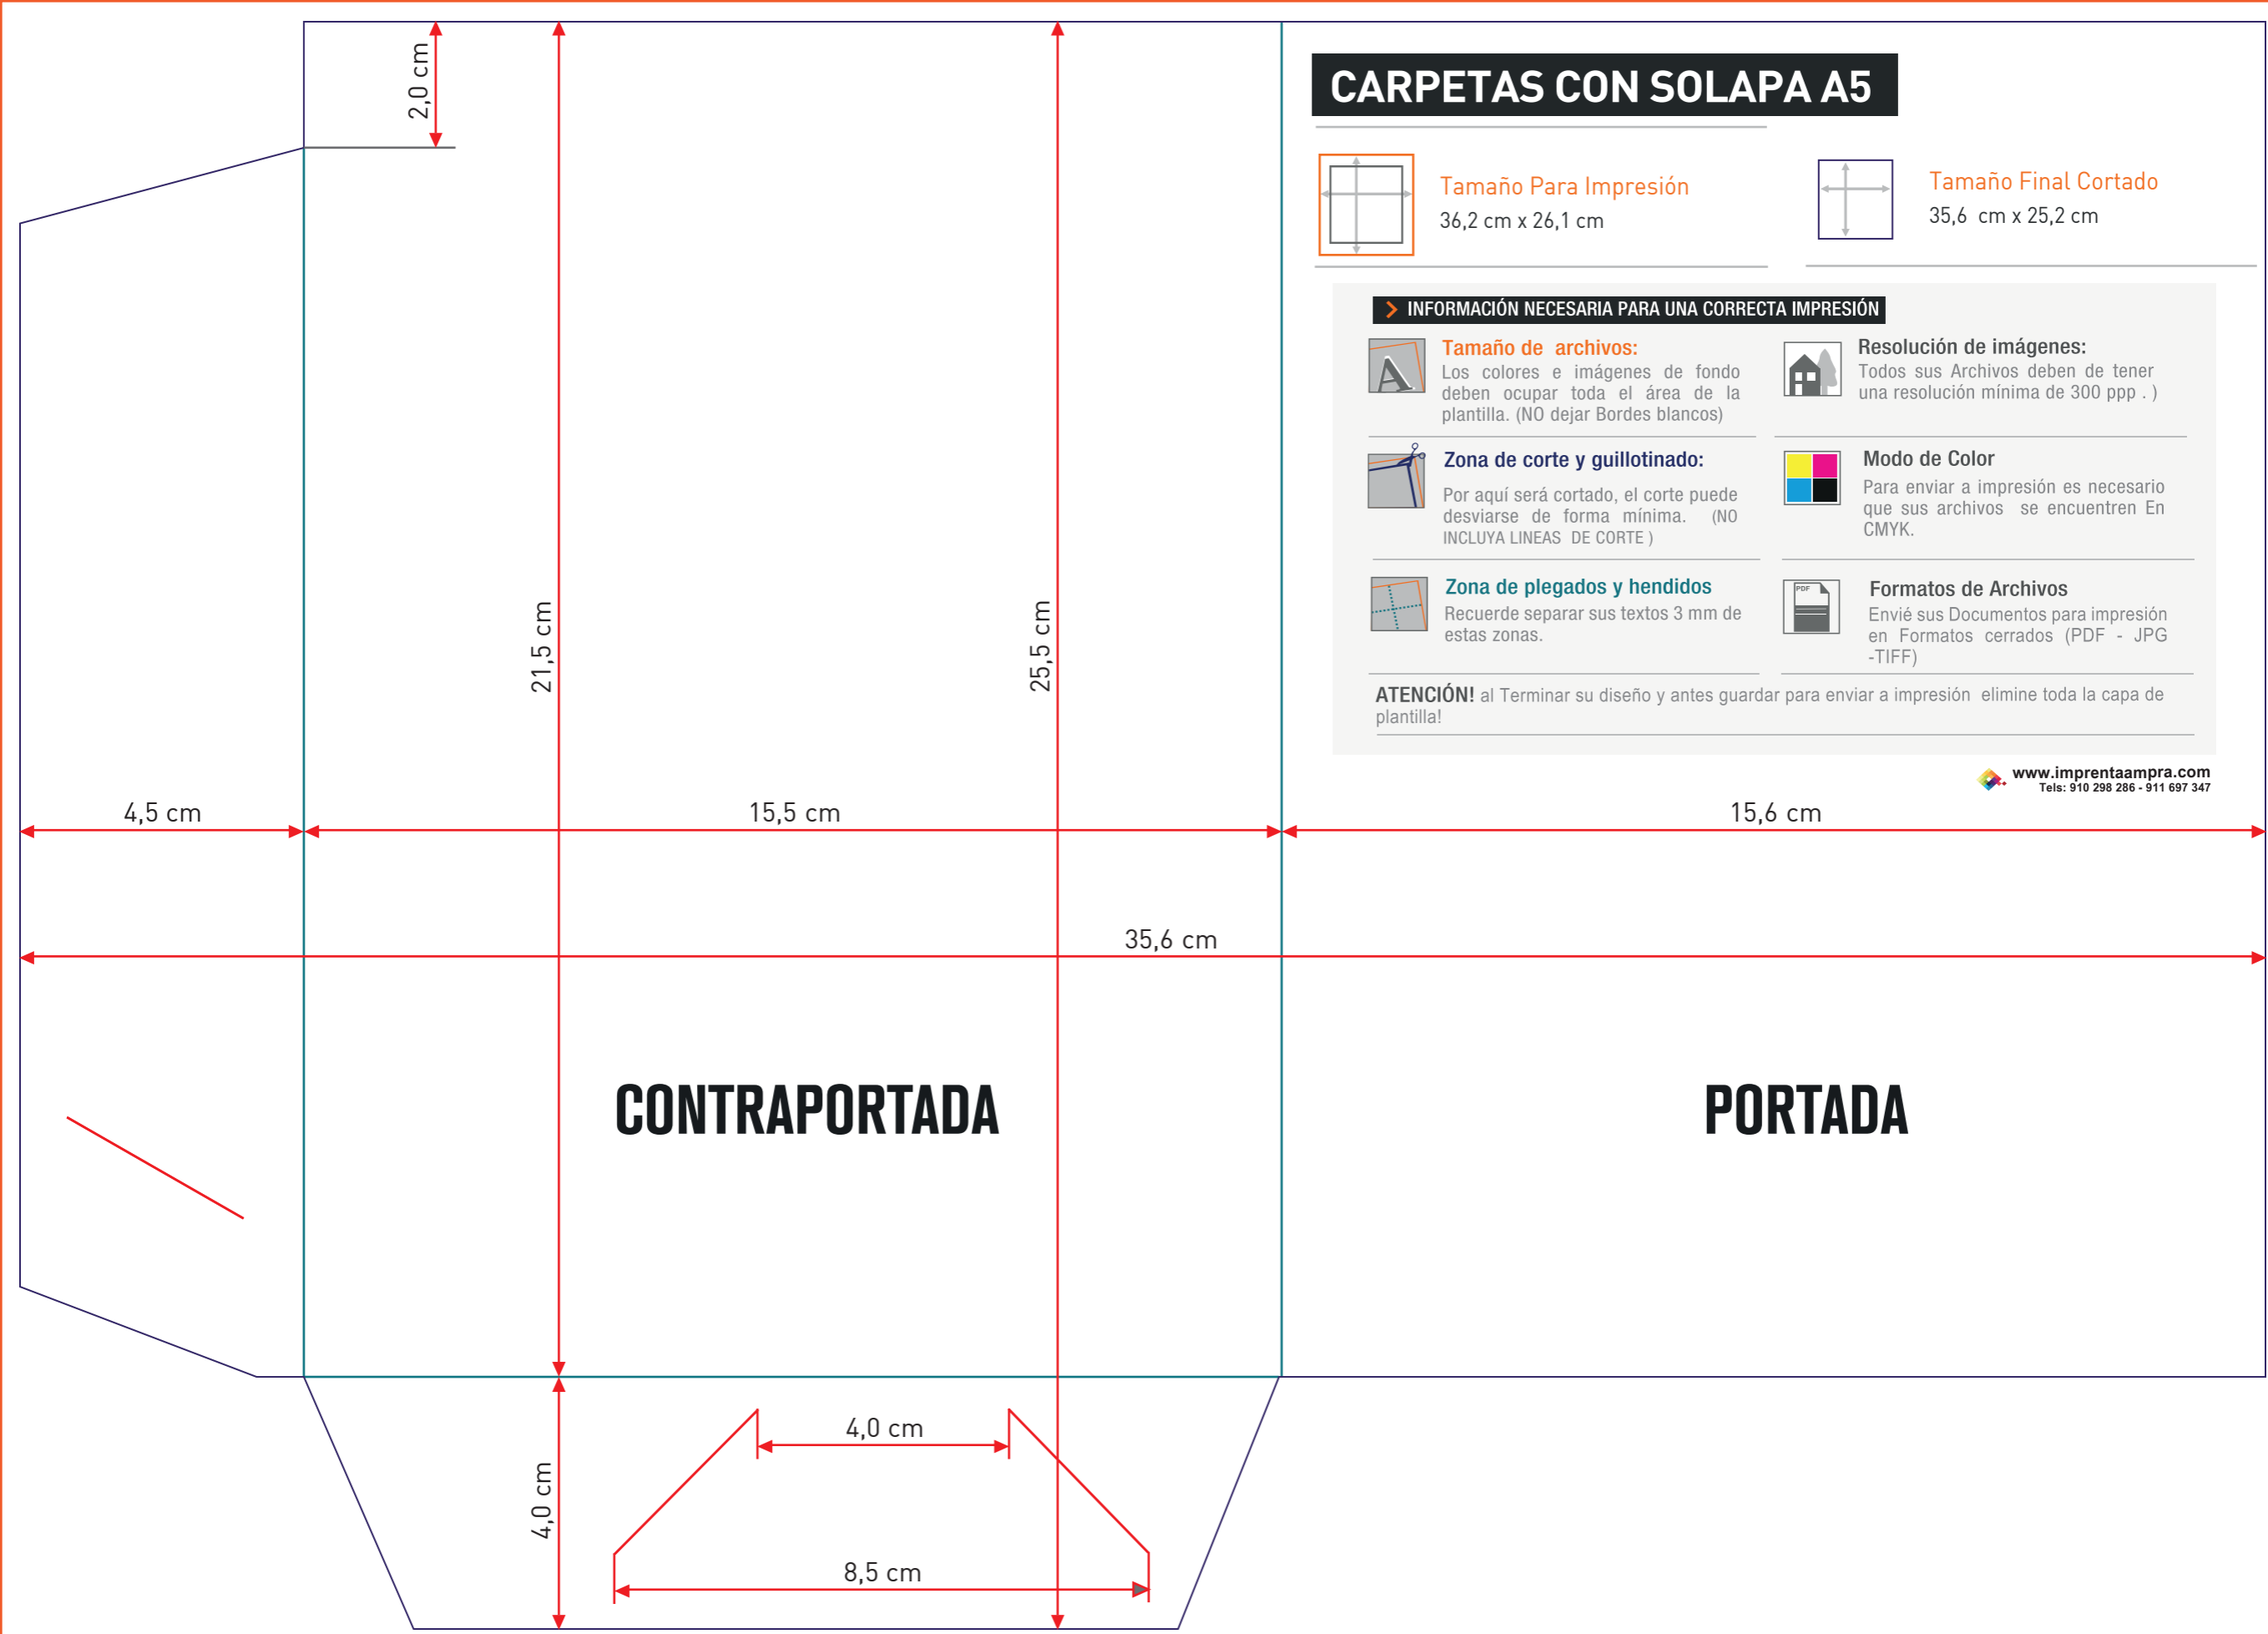 2,0 cm
CARPETAS CON SOLAPA A5
Tamaño Para Impresión
36,2 cm x 26,1 cm
Tamaño Final Cortado
35,6 cm x 25,2 cm
INFORMACIÓN NECESARIA PARA UNA CORRECTA IMPRESIÓN
Tamaño de archivos:
Los colores e imágenes de fondo
deben ocupar toda el área de la
plantilla. (NO dejar Bordes blancos)
Resolución de imágenes:
Todos sus Archivos deben de tener
una resolución mínima de 300 ppp . )
Zona de corte y guillotinado:
Por aquí será cortado, el corte puede
desviarse de forma mínima. (NO
INCLUYA LINEAS DE CORTE )
Modo de Color
Para enviar a impresión es necesario
que sus archivos se encuentren En
CMYK.
Zona de plegados y hendidos
Recuerde separar sus textos 3 mm de
estas zonas.
PDF
Formatos de Archivos
Envié sus Documentos para impresión
en Formatos cerrados (PDF - JPG
-TIFF)
ATENCIÓN! al Terminar su diseño y antes guardar para enviar a impresión elimine toda la capa de
plantilla!
www.imprentaampra.com
Tels: 910 298 286 - 911 697 347
21,5 cm
25,5 cm
4,5 cm
15,5 cm
15,6 cm
35,6 cm
CONTRAPORTADA
PORTADA
4,0 cm
4,0 cm
8,5 cm